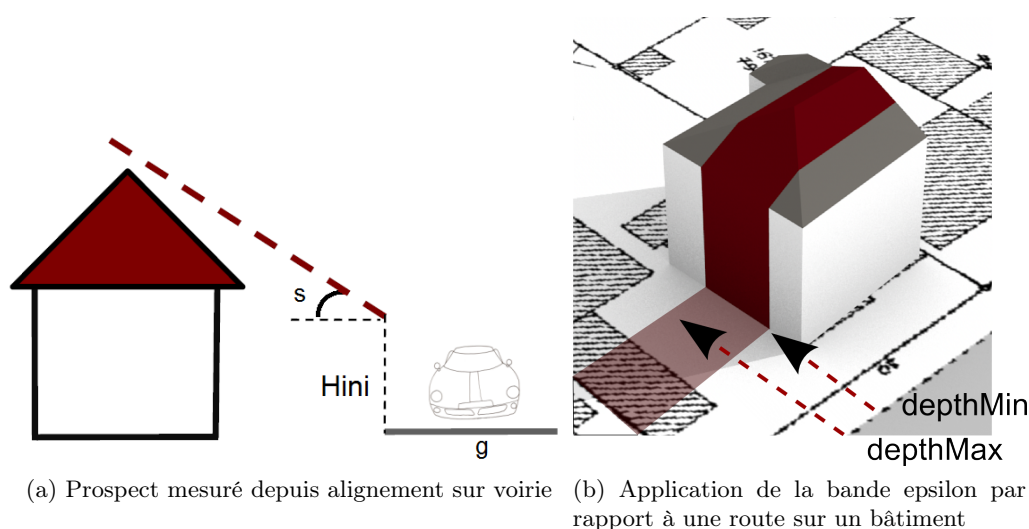 s
Hini
g
depthMin
depthMax
(a) Prospect mesuré depuis alignement sur voirie
(b) Application de la bande epsilon par
rapport à une route sur un bâtiment